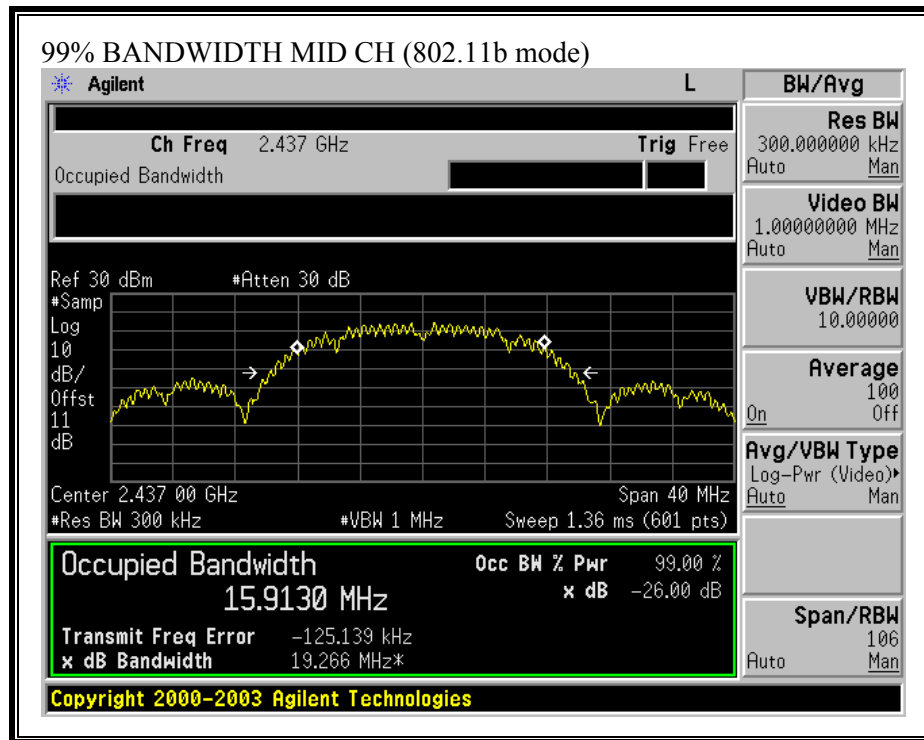 99% BANDWIDTH MID CH (802.11b mode)
Agilent L
BW/Avg
Ch Freq 2.437 GHz Trig Free
Occupied Bandwidth
Ref 30 dBm #Atten 30 dB
#Samp
Log
10
dB/
Offst
11
dB
Center 2.437 00 GHz Span 40 MHz
#Res BW 300 kHz #VBW 1 MHz Sweep 1.36 ms (601 pts)
Occupied Bandwidth
15.9130 MHz
Occ BW % Pwr 99.00 %
x dB -26.00 dB
Transmit Freq Error -125.139 kHz
x dB Bandwidth 19.266 MHz*
Res BW
300.000000 kHz
Auto Man
Video BW
1.00000000 MHz
Auto Man
VBW/RBW
10.00000
Average
100
On Off
Avg/VBW Type
Log-Pwr (Video)
Auto Man
Span/RBW
106
Auto Man
Copyright 2000-2003 Agilent Technologies